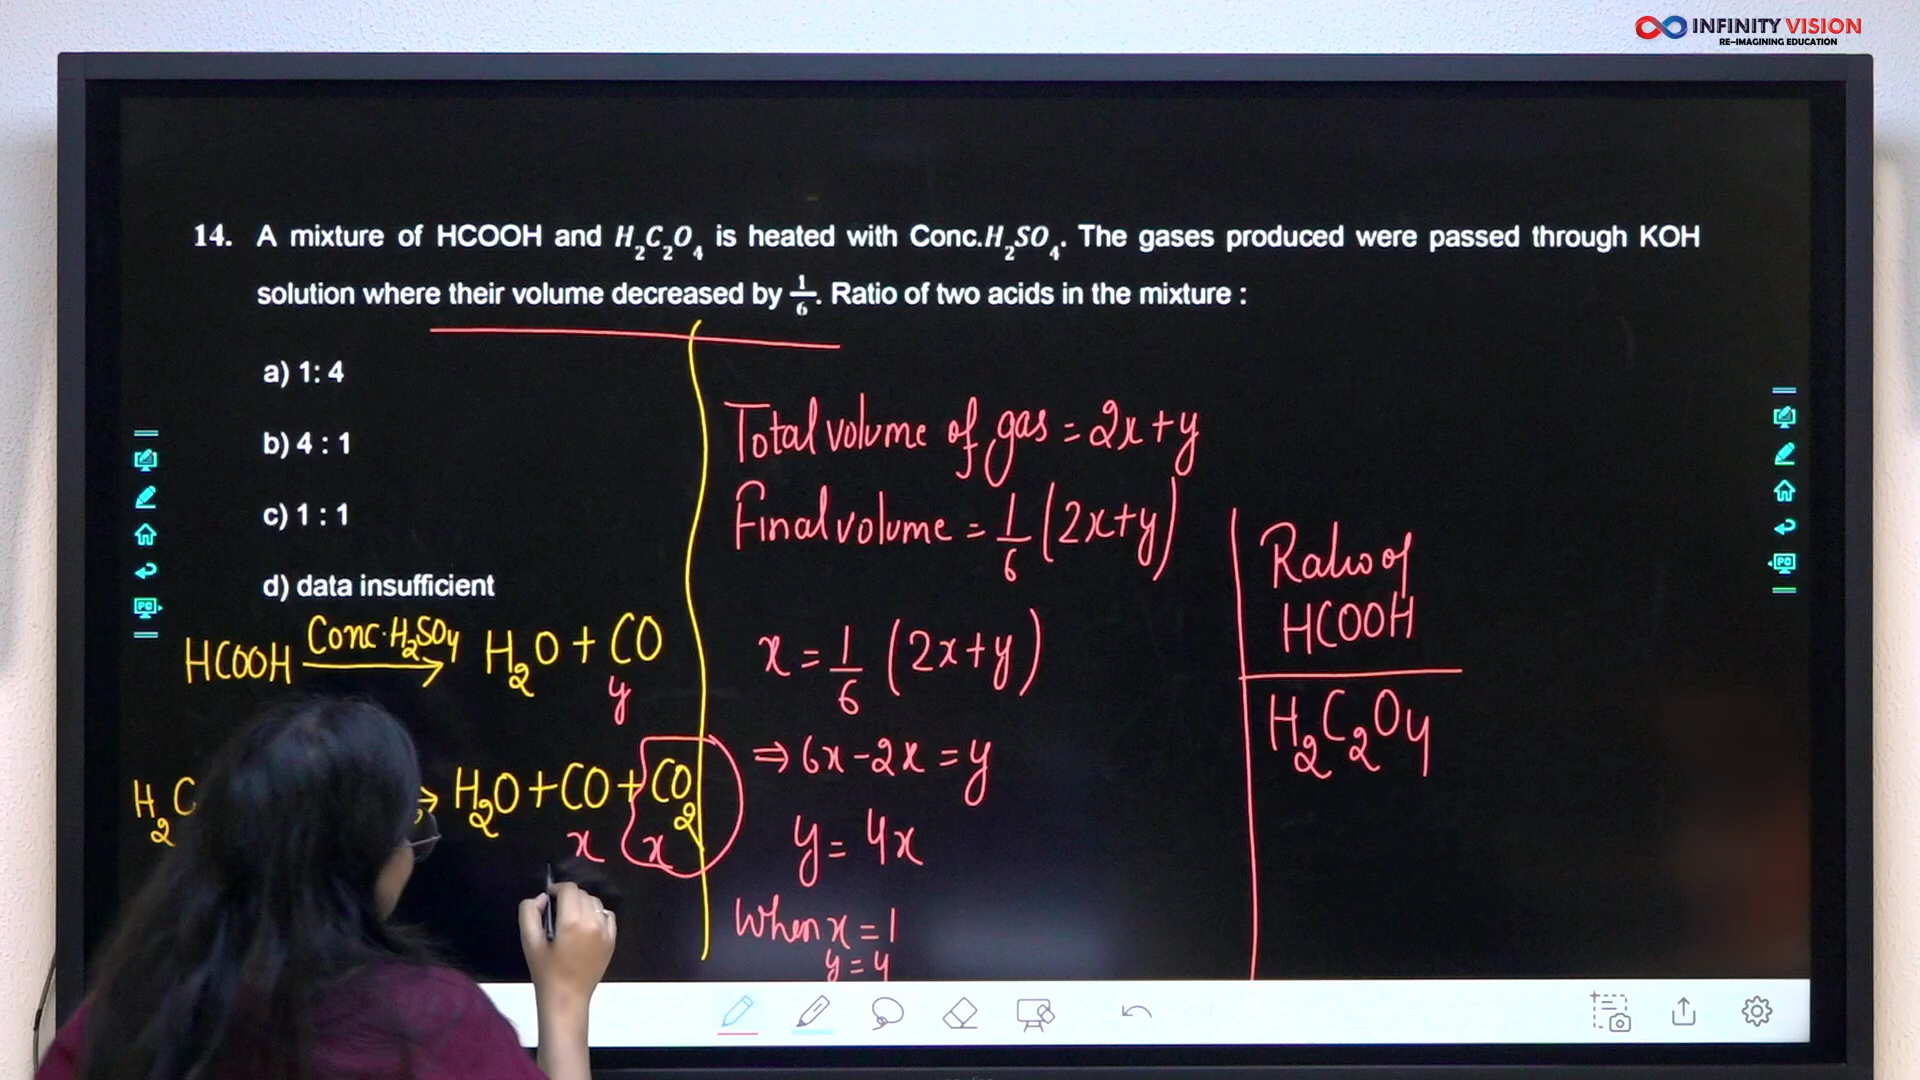 INFINITY VISION
RE-IMAGINING EDUCATION
14. A mixture of HCOOH and H₂C₂O₄ is heated with Conc.H₂SO₄. The gases produced were passed through KOH
solution where their volume decreased by 1/6. Ratio of two acids in the mixture :
a) 1: 4
b) 4 : 1
c) 1 : 1
d) data insufficient
HCOOH Conc.H₂SO₄ → H₂O + CO
y
H₂C → H₂O + CO + CO₂
x x
Total volume of gas = 2x+y
Final volume = 1/6 (2x+y)
x = 1/6 (2x+y)
⇒ 6x-2x = y
y = 4x
When x = 1
y = 4
Ratio of
HCOOH
H₂C₂O₄
PC
PC